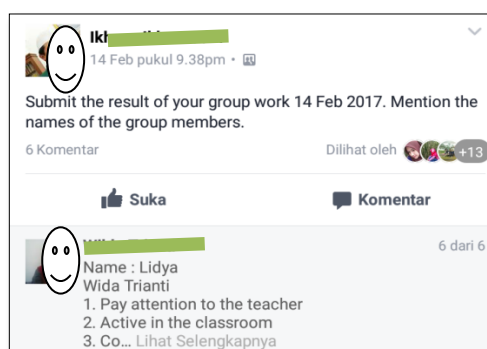 14 Feb pukul 9.38pm •
Submit the result of your group work 14 Feb 2017. Mention the
names of the group members.
6 Komentar
Dilihat oleh +13
Suka
Komentar
6 dari 6
Name : Lidya
Wida Trianti
1. Pay attention to the teacher
2. Active in the classroom
3. Co... Lihat Selengkapnya